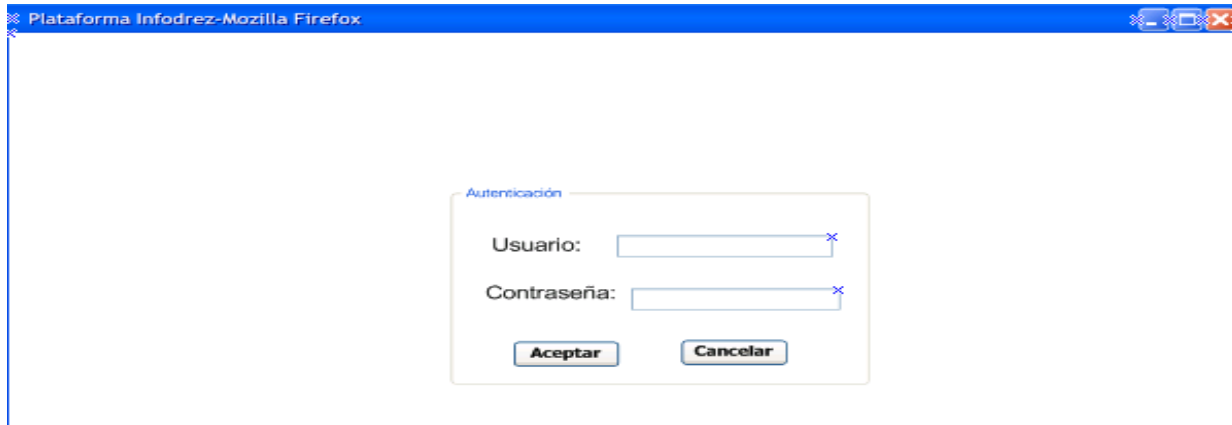 Plataforma Infodrez-Mozilla Firefox
Autenticación
Usuario:
Contraseña:
Aceptar Cancelar